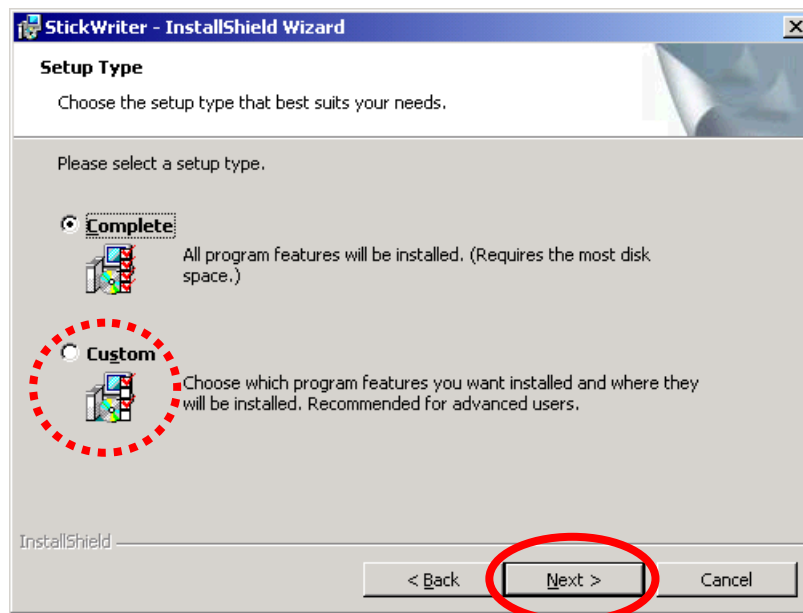 StickWriter - InstallShield Wizard
Setup Type
Choose the setup type that best suits your needs.
Please select a setup type.
Complete
All program features will be installed. (Requires the most disk
space.)
Custom
Choose which program features you want installed and where they
will be installed. Recommended for advanced users.
InstallShield
< Back Next > Cancel